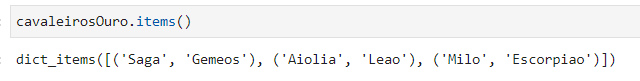 cavaleirosOuro.items()
dict_items([('Saga', 'Gemeos'), ('Aiolia', 'Leao'), ('Milo', 'Escorpiao')])